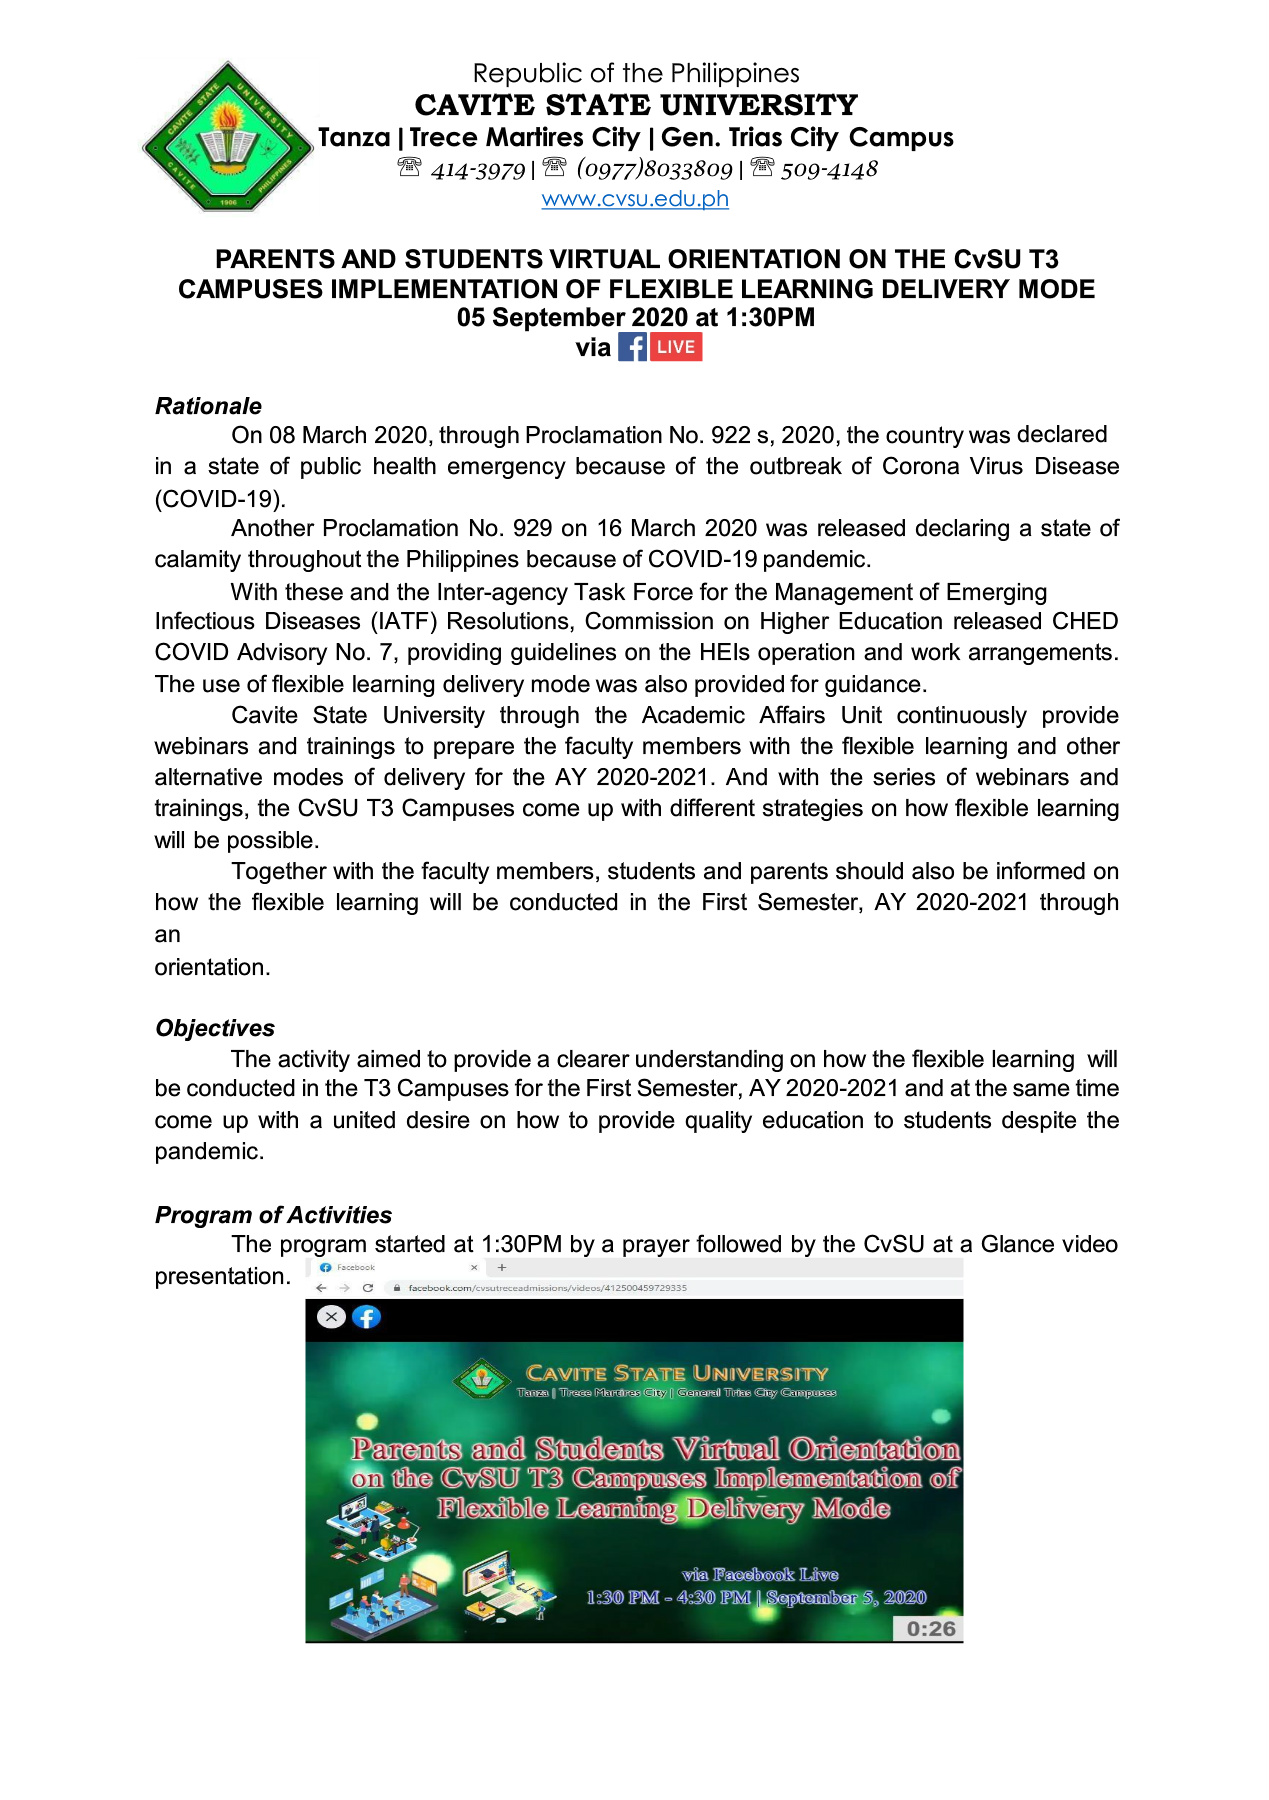 CAVITE STATE UNIVERSITY
CAVITE PHILIPPINES
1906
Republic of the Philippines
CAVITE STATE UNIVERSITY
Tanza | Trece Martires City | Gen. Trias City Campus
☏ 414-3979 | ☏ (0977)8033809 | ☏ 509-4148
www.cvsu.edu.ph
PARENTS AND STUDENTS VIRTUAL ORIENTATION ON THE CvSU T3
CAMPUSES IMPLEMENTATION OF FLEXIBLE LEARNING DELIVERY MODE
05 September 2020 at 1:30PM
via f LIVE
Rationale
On 08 March 2020, through Proclamation No. 922 s, 2020, the country was declared
in a state of public health emergency because of the outbreak of Corona Virus Disease
(COVID-19).
Another Proclamation No. 929 on 16 March 2020 was released declaring a state of
calamity throughout the Philippines because of COVID-19 pandemic.
With these and the Inter-agency Task Force for the Management of Emerging
Infectious Diseases (IATF) Resolutions, Commission on Higher Education released CHED
COVID Advisory No. 7, providing guidelines on the HEIs operation and work arrangements.
The use of flexible learning delivery mode was also provided for guidance.
Cavite State University through the Academic Affairs Unit continuously provide
webinars and trainings to prepare the faculty members with the flexible learning and other
alternative modes of delivery for the AY 2020-2021. And with the series of webinars and
trainings, the CvSU T3 Campuses come up with different strategies on how flexible learning
will be possible.
Together with the faculty members, students and parents should also be informed on
how the flexible learning will be conducted in the First Semester, AY 2020-2021 through
an
orientation.
Objectives
The activity aimed to provide a clearer understanding on how the flexible learning will
be conducted in the T3 Campuses for the First Semester, AY 2020-2021 and at the same time
come up with a united desire on how to provide quality education to students despite the
pandemic.
Program of Activities
The program started at 1:30PM by a prayer followed by the CvSU at a Glance video
presentation.
Facebook
facebook.com/cvsutreceadmissions/videos/412500459729335
CAVITE STATE UNIVERSITY
Tanza | Trece Martires City | General Trias City Campuses
Parents and Students Virtual Orientation
on the CvSU T3 Campuses Implementation of
Flexible Learning Delivery Mode
via Facebook Live
1:30 PM - 4:30 PM | September 5, 2020
0:26